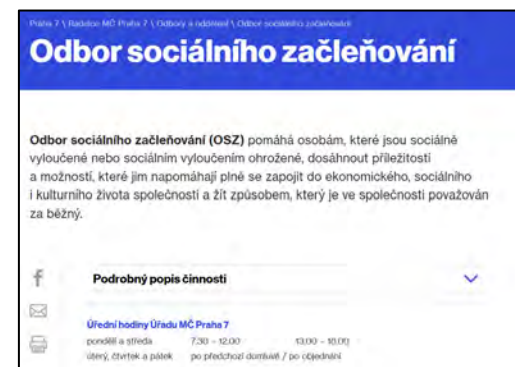 Praha 7 \ Radnice MČ Praha 7 \ Odbory a oddělení \ Odbor sociálního začleňování
Odbor sociálního začleňování
Odbor sociálního začleňování (OSZ) pomáhá osobám, které jsou sociálně
vyloučené nebo sociálním vyloučením ohrožené, dosáhnout příležitostí
a možností, které jim napomáhají plně se zapojit do ekonomického, sociálního
i kulturního života společnosti a žít způsobem, který je ve společnosti považován
za běžný.
Podrobný popis činnosti
Úřední hodiny Úřadu MČ Praha 7
pondělí a středa 7.30 – 12.00 13.00 – 18.00
úterý, čtvrtek a pátek po předchozí domluvě / po objednání